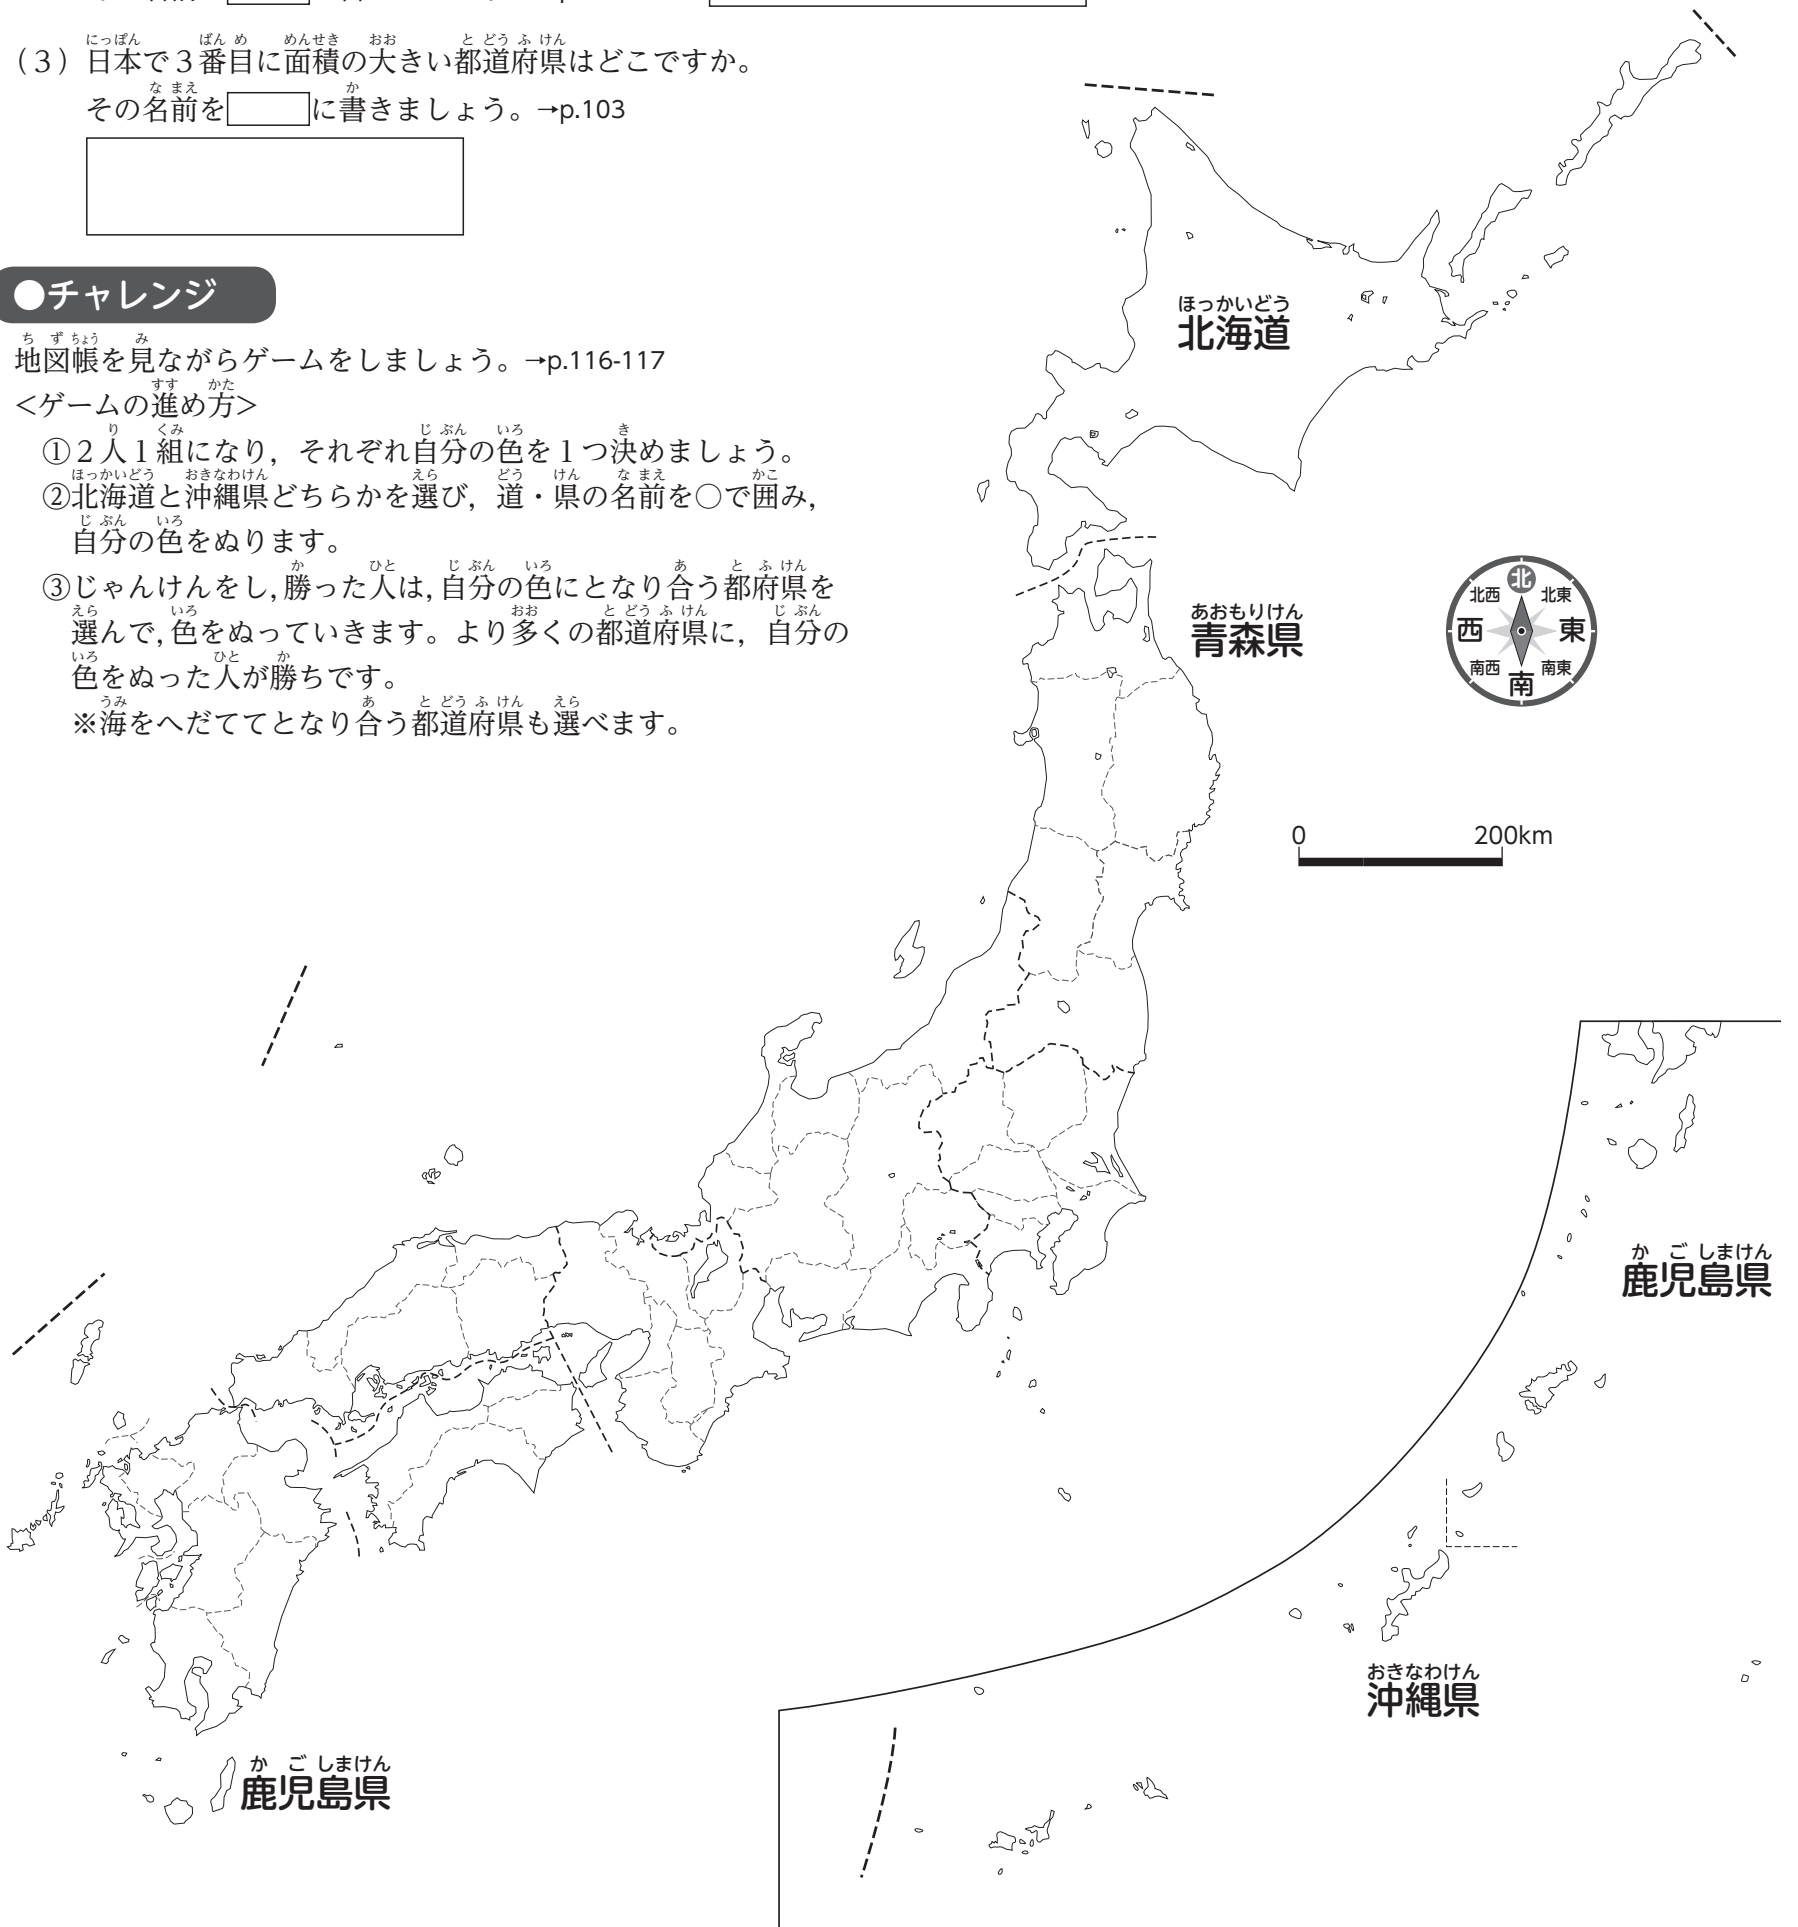 （３）日本で３番目に面積の大きい都道府県はどこですか。
その名前を に書きましょう。→p.103
●チャレンジ
地図帳を見ながらゲームをしましょう。→p.116-117
＜ゲームの進め方＞
①２人１組になり，それぞれ自分の色を１つ決めましょう。
②北海道と沖縄県どちらかを選び，道・県の名前を○で囲み，
自分の色をぬります。
③じゃんけんをし，勝った人は，自分の色にとなり合う都府県を
選んで，色をぬっていきます。より多くの都道府県に，自分の
色をぬった人が勝ちです。
※海をへだててとなり合う都道府県も選べます。
ほっかいどう
北海道
あおもりけん
青森県
北
北西 北東
西 東
南西 南東
南
0 200km
かごしまけん
鹿児島県
おきなわけん
沖縄県
かごしまけん
鹿児島県